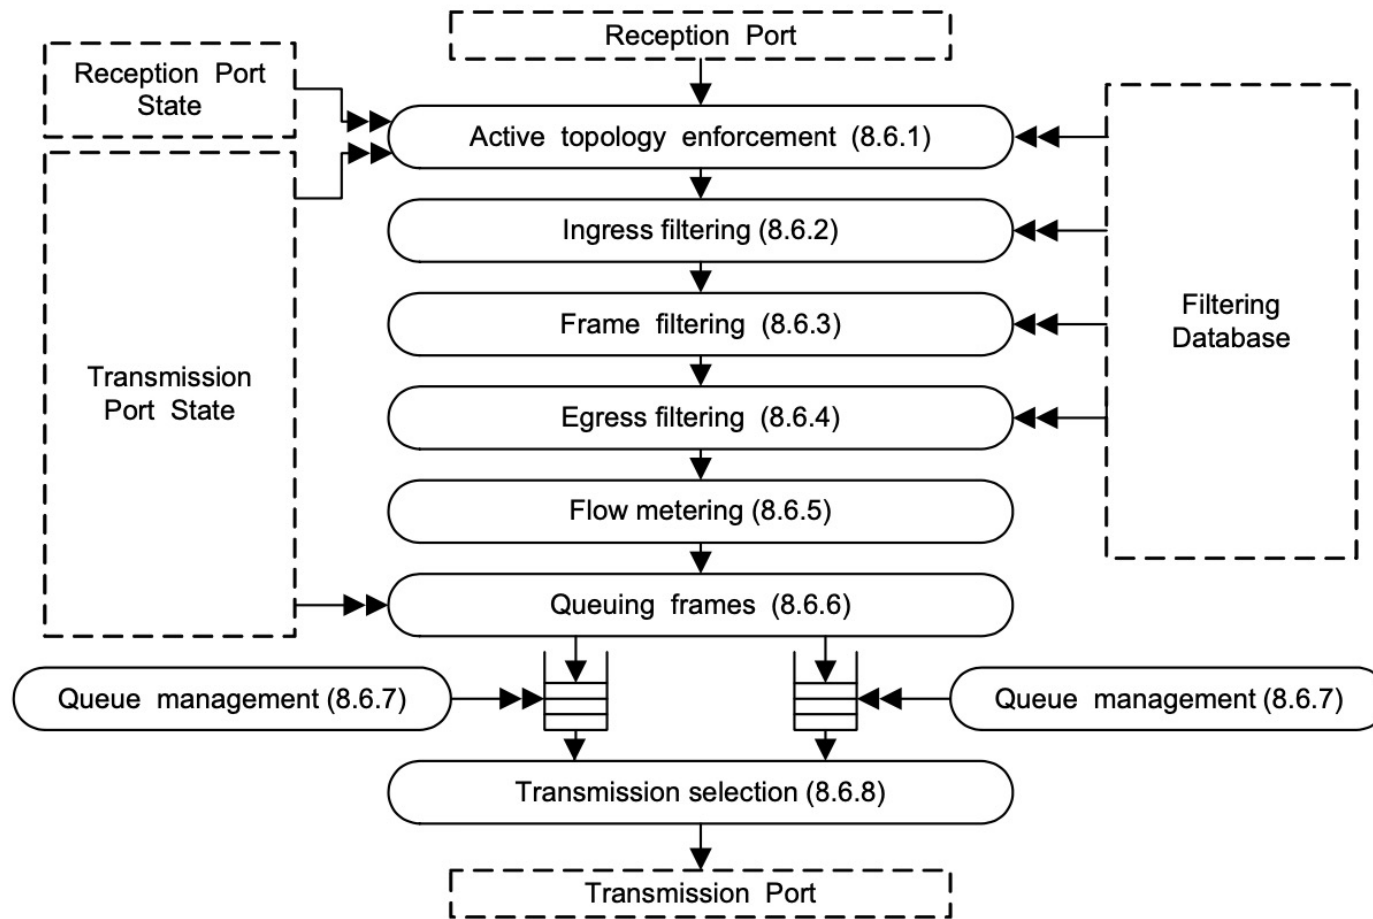 Reception Port
Reception Port
State
Active topology enforcement (8.6.1)
Ingress filtering (8.6.2)
Frame filtering (8.6.3)
Egress filtering (8.6.4)
Flow metering (8.6.5)
Filtering
Database
Transmission
Port State
Queuing frames (8.6.6)
Queue management (8.6.7)
Queue management (8.6.7)
Transmission selection (8.6.8)
Transmission Port